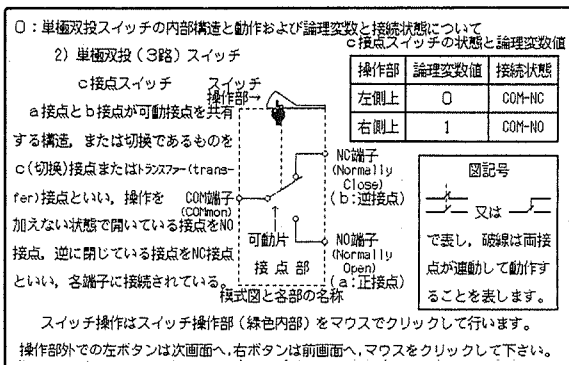 0：単極双投スイッチの内部構造と動作および論理変数と接続状態について
2）単極双投（3路）スイッチ
c接点スイッチ
a接点とb接点が可動接点を共有
する構造，または切換であるものを
c(切換)接点またはトランスファー(trans-
fer)接点といい，操作を
加えない状態で開いている接点をNO
接点，逆に閉じている接点をNC接点
といい，各端子に接続されている。
スイッチ
操作部→
COM端子
(COMmon)
NC端子
(Normally
Close)
(b:逆接点)
可動片
接点部
NO端子
(Normally
Open)
(a:正接点)
模式図と各部の名称
c接点スイッチの状態と論理変数値
操作部 論理変数値 接続状態
左側上 0 COM-NC
右側上 1 COM-NO
図記号
又は
で表し，破線は両接
点が連動して動作す
ることを表します。
スイッチ操作はスイッチ操作部（緑色内部）をマウスでクリックして行います。
操作部外での左ボタンは次画面へ，右ボタンは前画面へ，マウスをクリックして下さい。